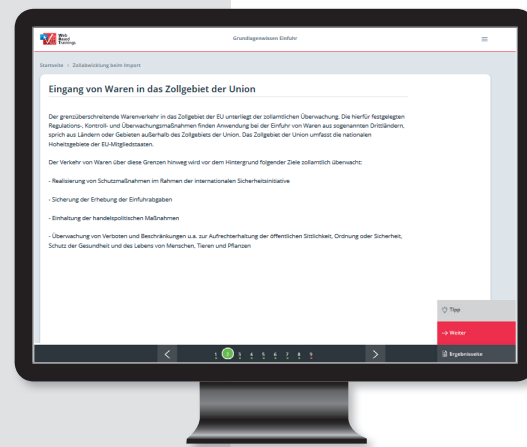 Web
Based
Trainings
Grundlagenwissen Einfuhr
Startseite > Zollabwicklung beim Import
Eingang von Waren in das Zollgebiet der Union
Der grenzüberschreitende Warenverkehr in das Zollgebiet der EU unterliegt der zollamtlichen Überwachung. Die hierfür festgelegten
Regulations-, Kontroll- und Überwachungsmaßnahmen finden Anwendung bei der Einfuhr von Waren aus sogenannten Drittländern,
sprich aus Ländern oder Gebieten außerhalb des Zollgebiets der Union. Das Zollgebiet der Union umfasst die nationalen
Hoheitsgebiete der EU-Mitgliedstaaten.
Der Verkehr von Waren über diese Grenzen hinweg wird vor dem Hintergrund folgender Ziele zollamtlich überwacht:
- Realisierung von Schutzmaßnahmen im Rahmen der internationalen Sicherheitsinitiative
- Sicherung der Erhebung der Einfuhrabgaben
- Einhaltung der handelspolitischen Maßnahmen
- Überwachung von Verboten und Beschränkungen u.a. zur Aufrechterhaltung der öffentlichen Sittlichkeit, Ordnung oder Sicherheit,
Schutz der Gesundheit und des Lebens von Menschen, Tieren und Pflanzen
Tipp
→ Weiter
1 2 3 4 5 6 7 8 9
Ergebnisseite